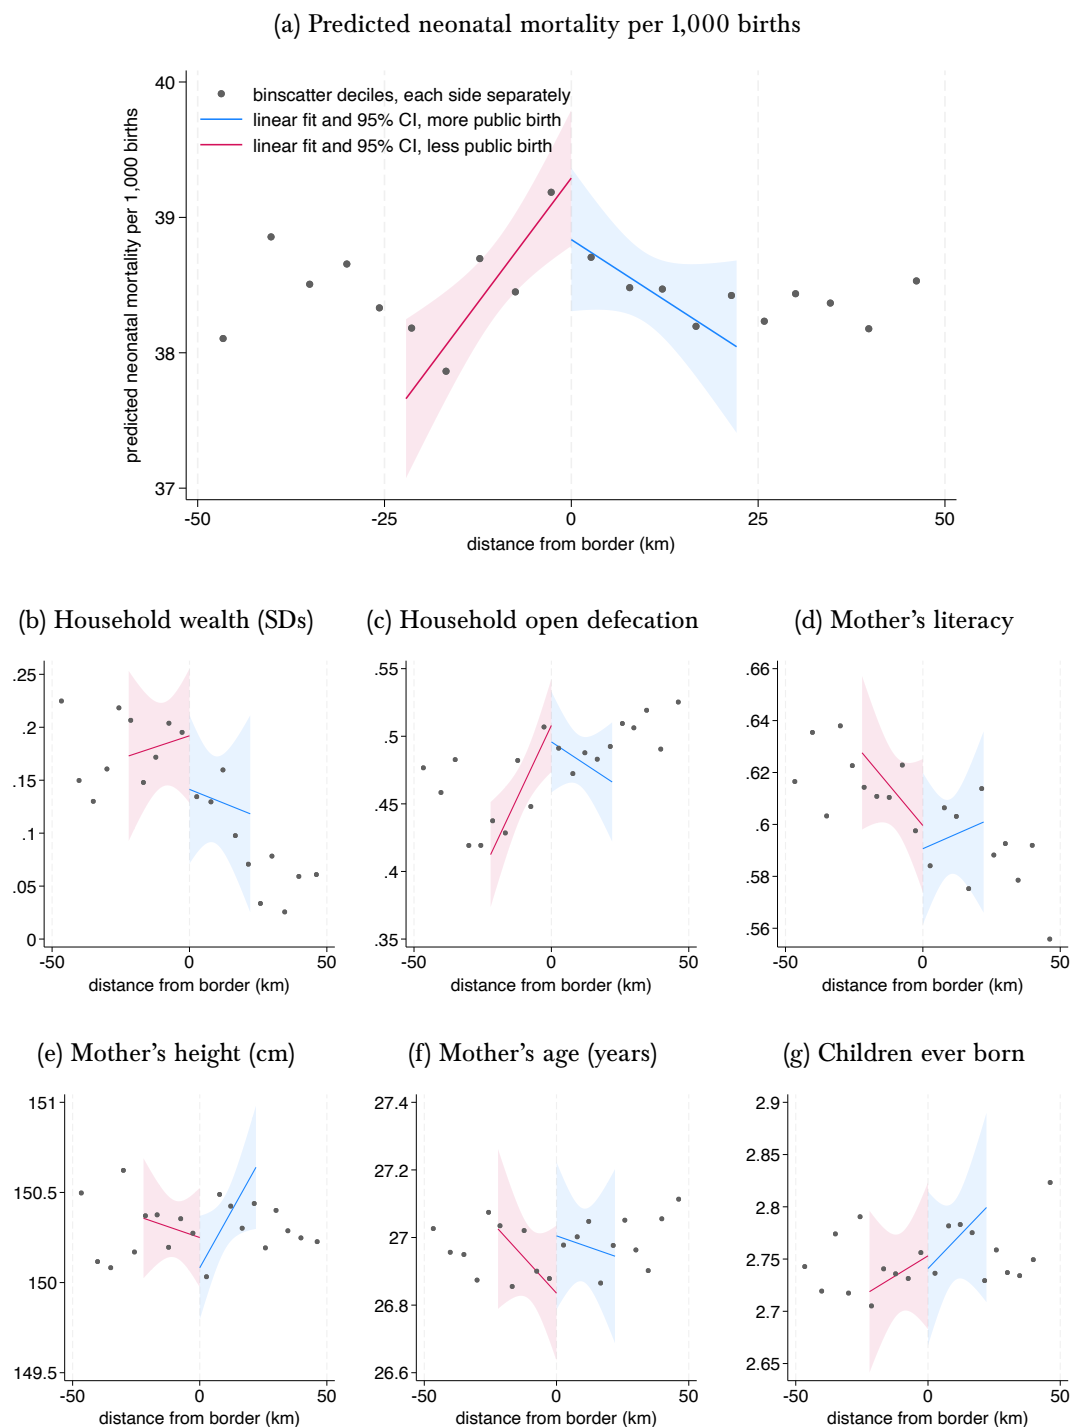 (a) Predicted neonatal mortality per 1,000 births
predicted neonatal mortality per 1,000 births
40
39
38
37
binscatter deciles, each side separately
linear fit and 95% CI, more public birth
linear fit and 95% CI, less public birth
-50 -25 0 25 50
distance from border (km)
(b) Household wealth (SDs)
.25
.2
.15
.1
.05
0
-50 0 50
distance from border (km)
(c) Household open defecation
.55
.5
.45
.4
.35
-50 0 50
distance from border (km)
(d) Mother's literacy
.66
.64
.62
.6
.58
.56
-50 0 50
distance from border (km)
(e) Mother's height (cm)
151
150.5
150
149.5
-50 0 50
distance from border (km)
(f) Mother's age (years)
27.4
27.2
27
26.8
26.6
-50 0 50
distance from border (km)
(g) Children ever born
2.9
2.85
2.8
2.75
2.7
2.65
-50 0 50
distance from border (km)